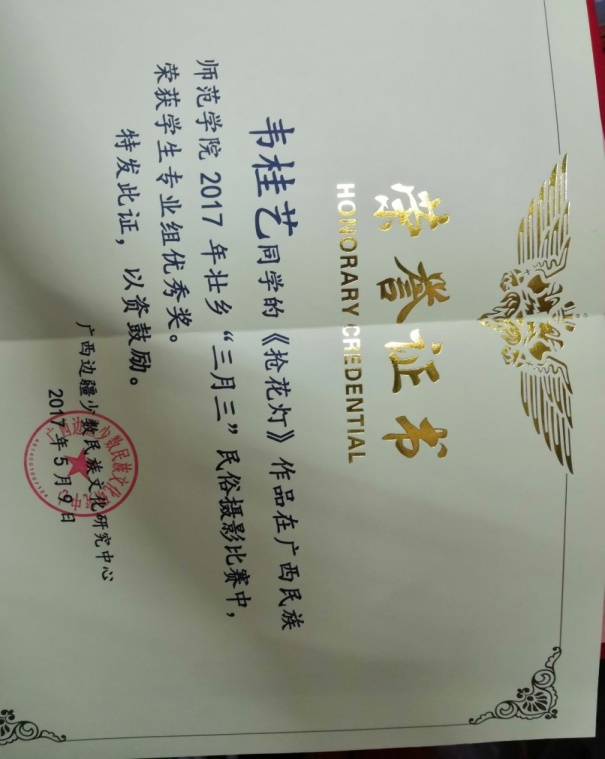 荣誉证书
HONORARY CREDENTIAL
韦桂艺同学的《抢花灯》作品在广西民族
师范学院 2017 年壮乡“三月三”民俗摄影比赛中，
荣获学生专业组优秀奖。
特发此证，以资鼓励。
广西边疆少数民族文化研究中心
2017 年 5 月 9 日